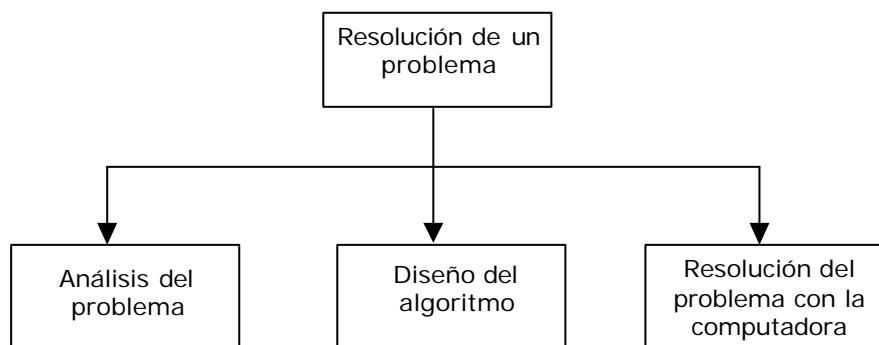 Resolución de un
problema
Análisis del
problema
Diseño del
algoritmo
Resolución del
problema con la
computadora